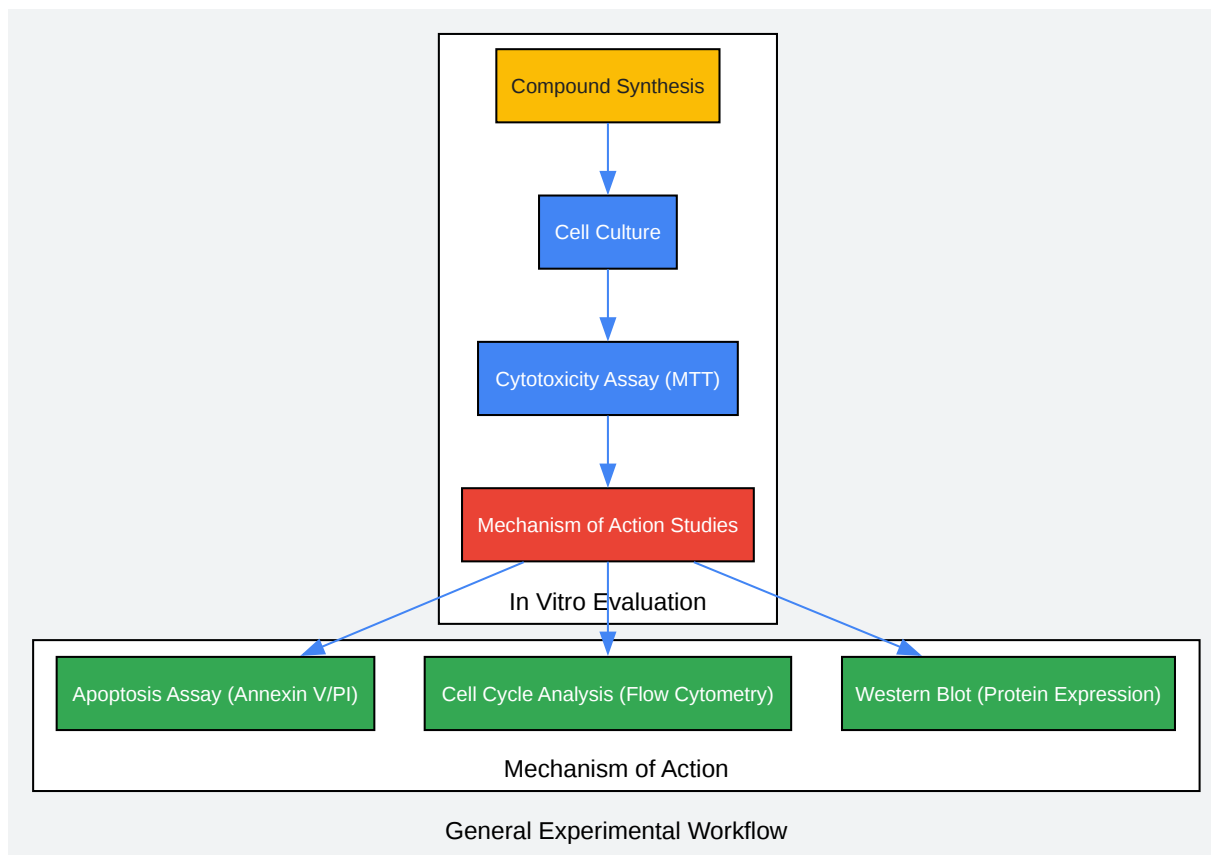 Compound Synthesis
Cell Culture
Cytotoxicity Assay (MTT)
Mechanism of Action Studies
In Vitro Evaluation
Apoptosis Assay (Annexin V/PI)
Cell Cycle Analysis (Flow Cytometry)
Western Blot (Protein Expression)
Mechanism of Action
General Experimental Workflow